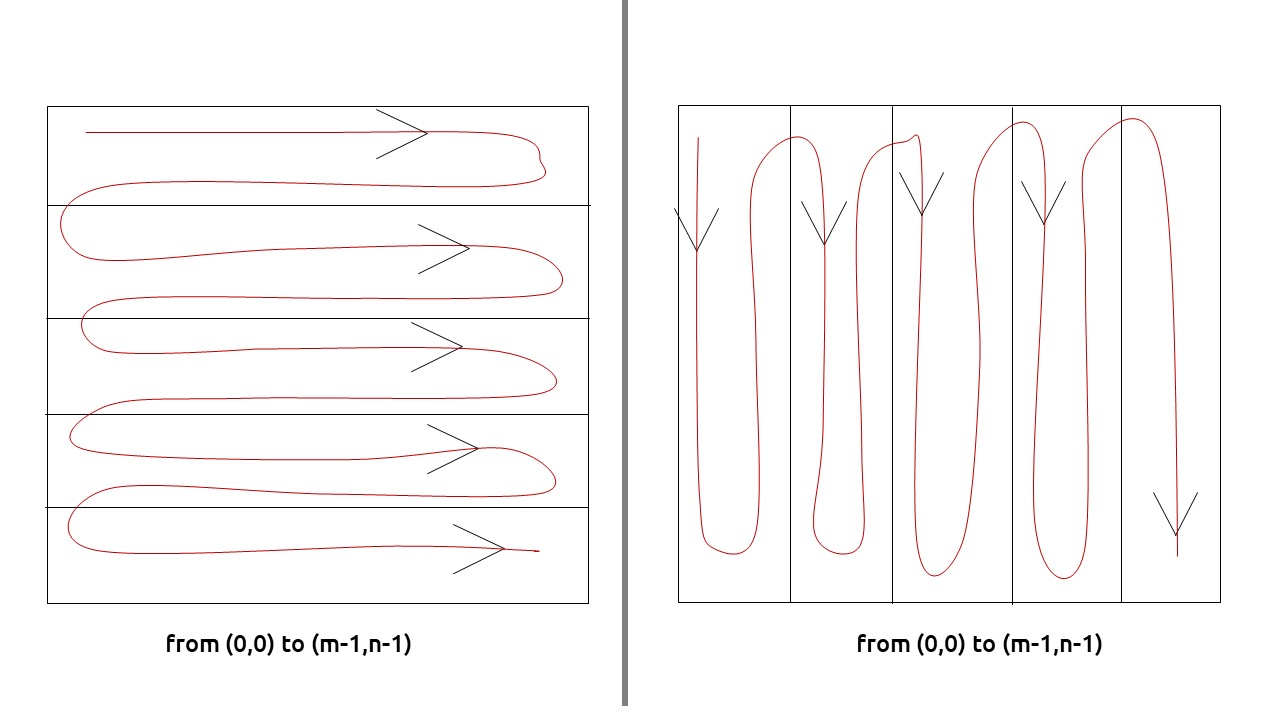 from (0,0) to (m-1,n-1)
from (0,0) to (m-1,n-1)